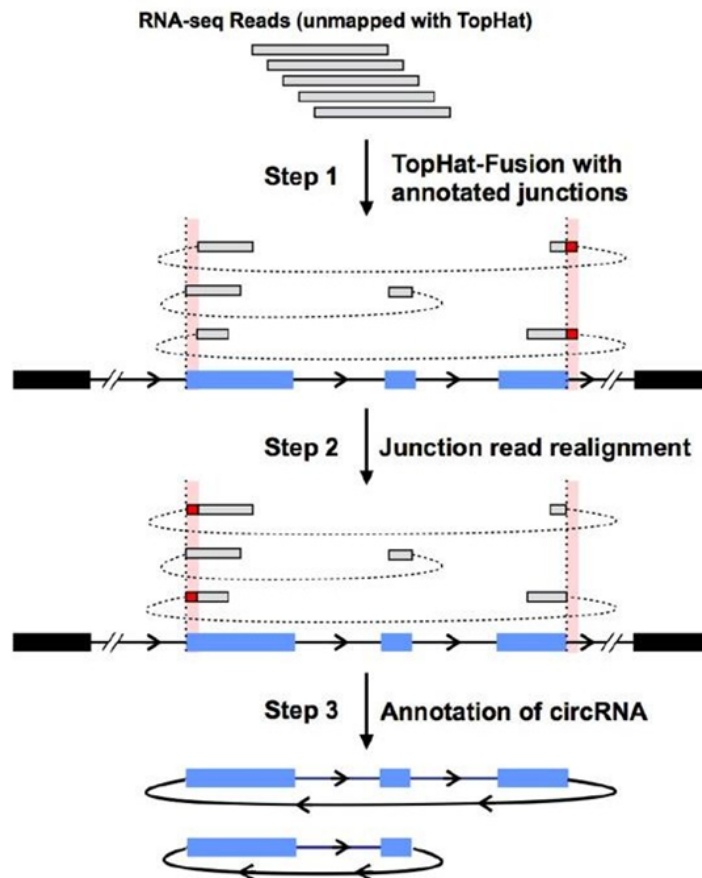 RNA-seq Reads (unmapped with TopHat)
Step 1
TopHat-Fusion with
annotated junctions
Step 2
Junction read realignment
Step 3
Annotation of circRNA